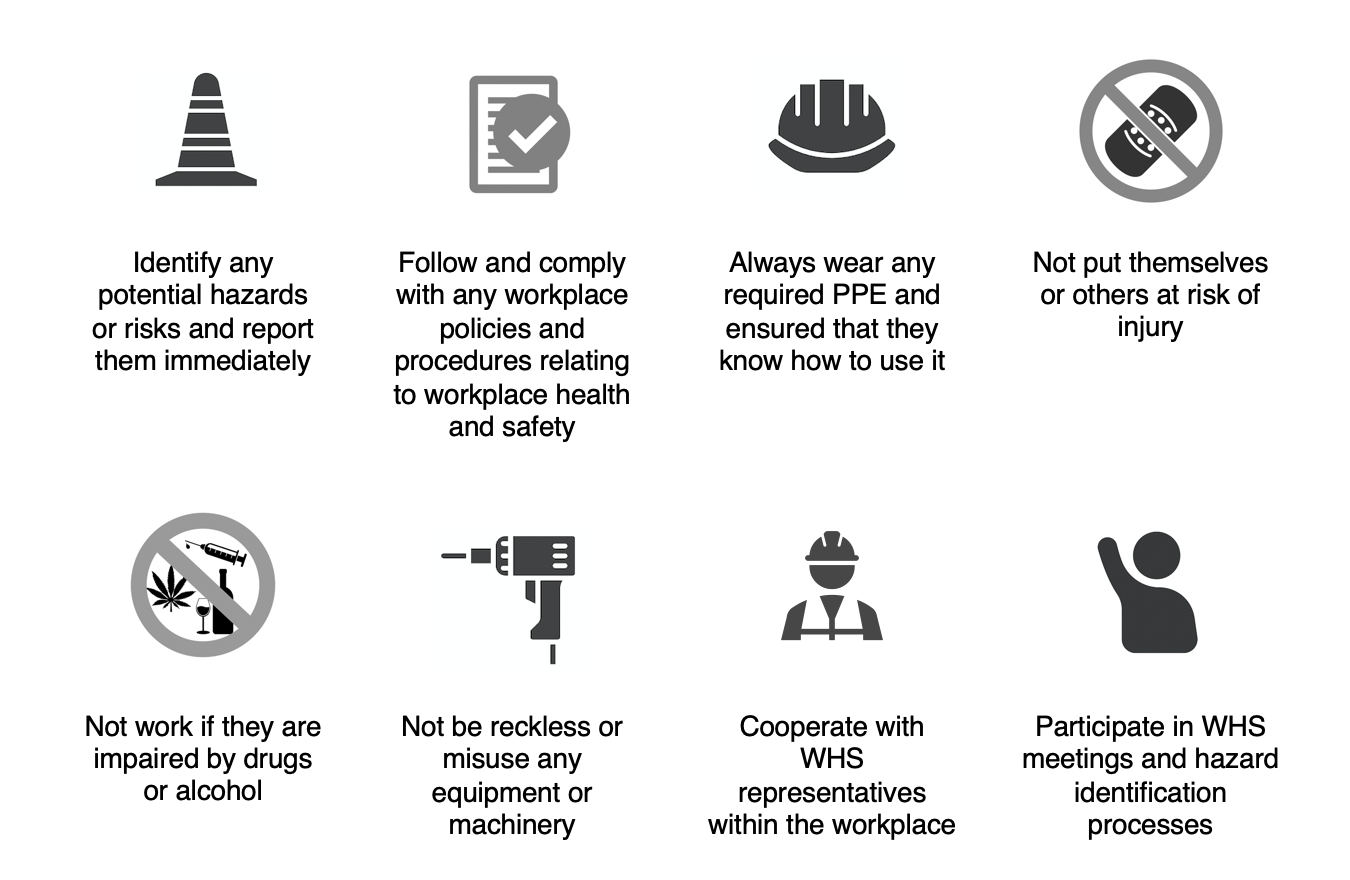 Identify any
potential hazards
or risks and report
them immediately
Follow and comply
with any workplace
policies and
procedures relating
to workplace health
and safety
Always wear any
required PPE and
ensured that they
know how to use it
Not put themselves
or others at risk of
injury
Not work if they are
impaired by drugs
or alcohol
Not be reckless or
misuse any
equipment or
machinery
Cooperate with
WHS
representatives
within the workplace
Participate in WHS
meetings and hazard
identification
processes